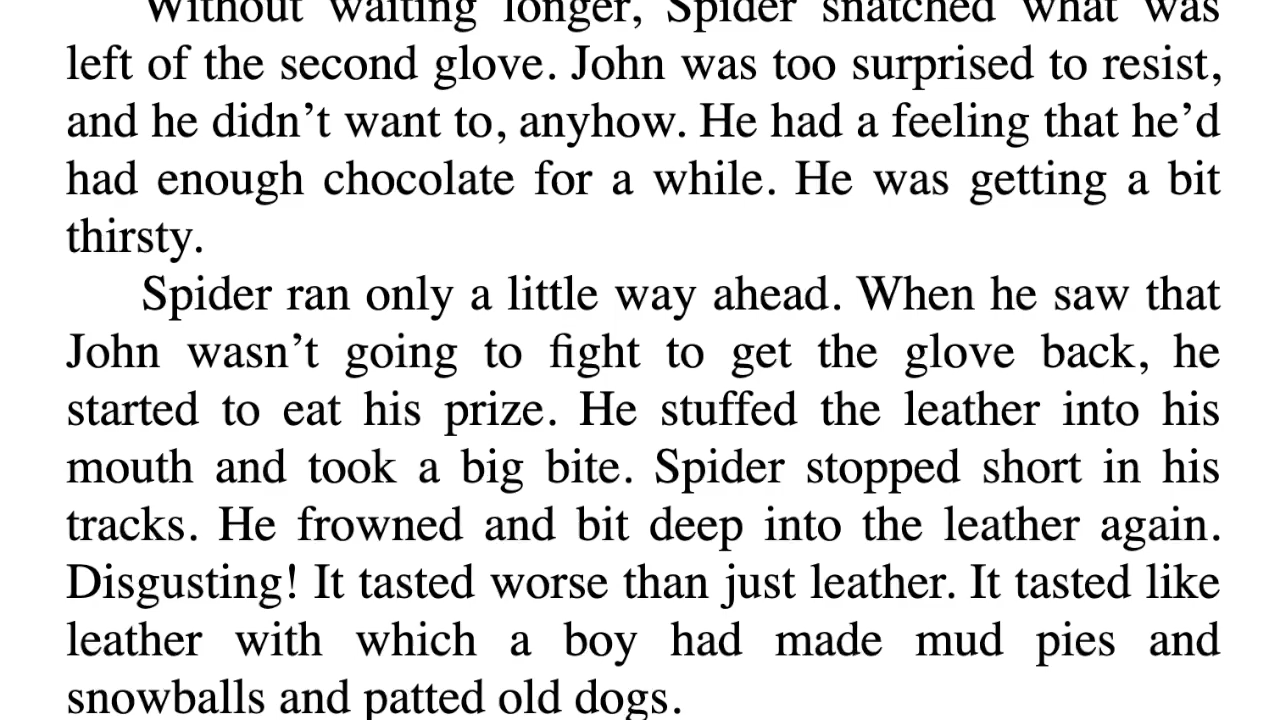 Without waiting longer, Spider snatched what was
left of the second glove. John was too surprised to resist,
and he didn’t want to, anyhow. He had a feeling that he’d
had enough chocolate for a while. He was getting a bit
thirsty.
Spider ran only a little way ahead. When he saw that
John wasn’t going to fight to get the glove back, he
started to eat his prize. He stuffed the leather into his
mouth and took a big bite. Spider stopped short in his
tracks. He frowned and bit deep into the leather again.
Disgusting! It tasted worse than just leather. It tasted like
leather with which a boy had made mud pies and
snowballs and patted old dogs.